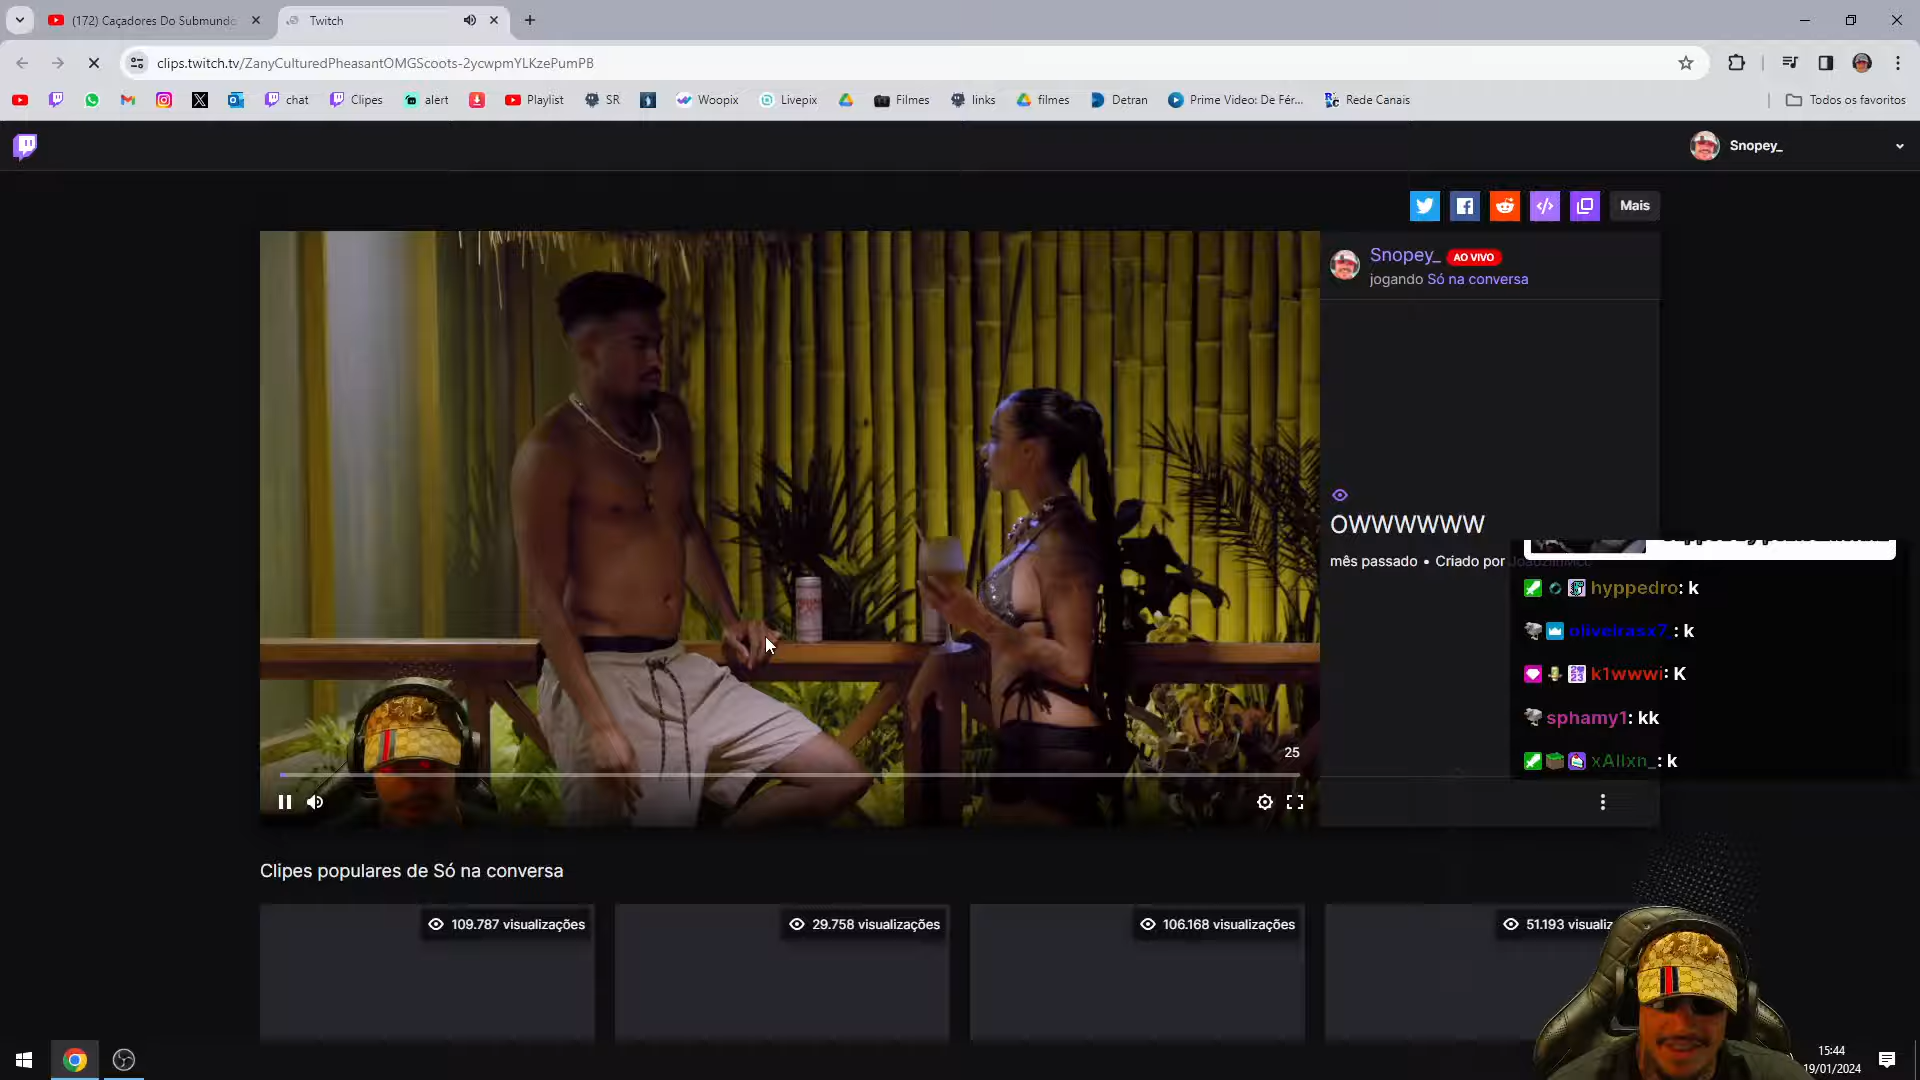 (172) Caçadores Do Submundo
Twitch
clips.twitch.tv/ZanyCulturedPheasantOMGScoots-2ycwpmYLKzePumPB
chat
Clipes
alert
Playlist
SR
Woopix
Livepix
Filmes
links
filmes
Detran
Prime Video: De Fér...
Rede Canais
Todos os favoritos
Snopey_
Mais
Snopey_ AO VIVO
jogando Só na conversa
OWWWWWW
mês passado • Criado por
hyppedro: k
oliveirasx7_: k
k1wwwi: K
sphamy1: kk
xAllxn_: k
25
Clipes populares de Só na conversa
109.787 visualizações
29.758 visualizações
106.168 visualizações
51.193 visualiz
15:44
19/01/2024